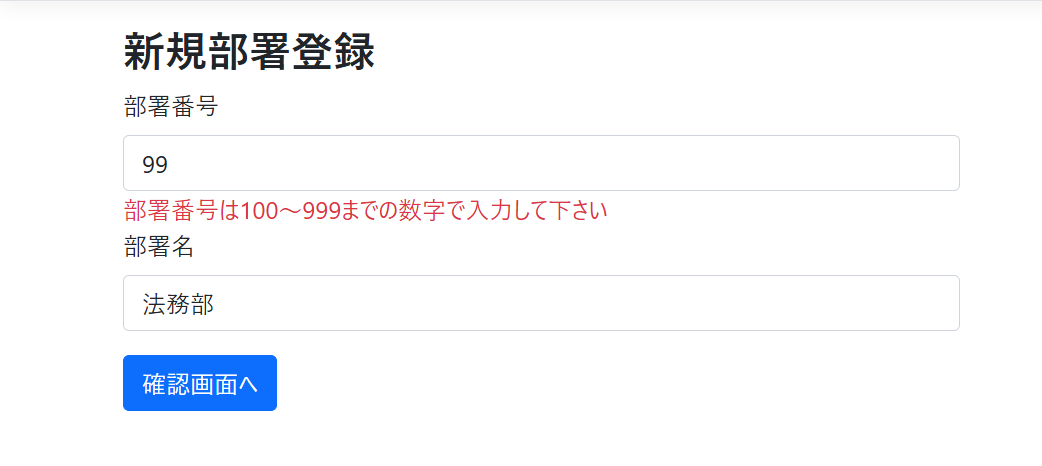 新規部署登録
部署番号
99
部署番号は100～999までの数字で入力して下さい
部署名
法務部
確認画面へ